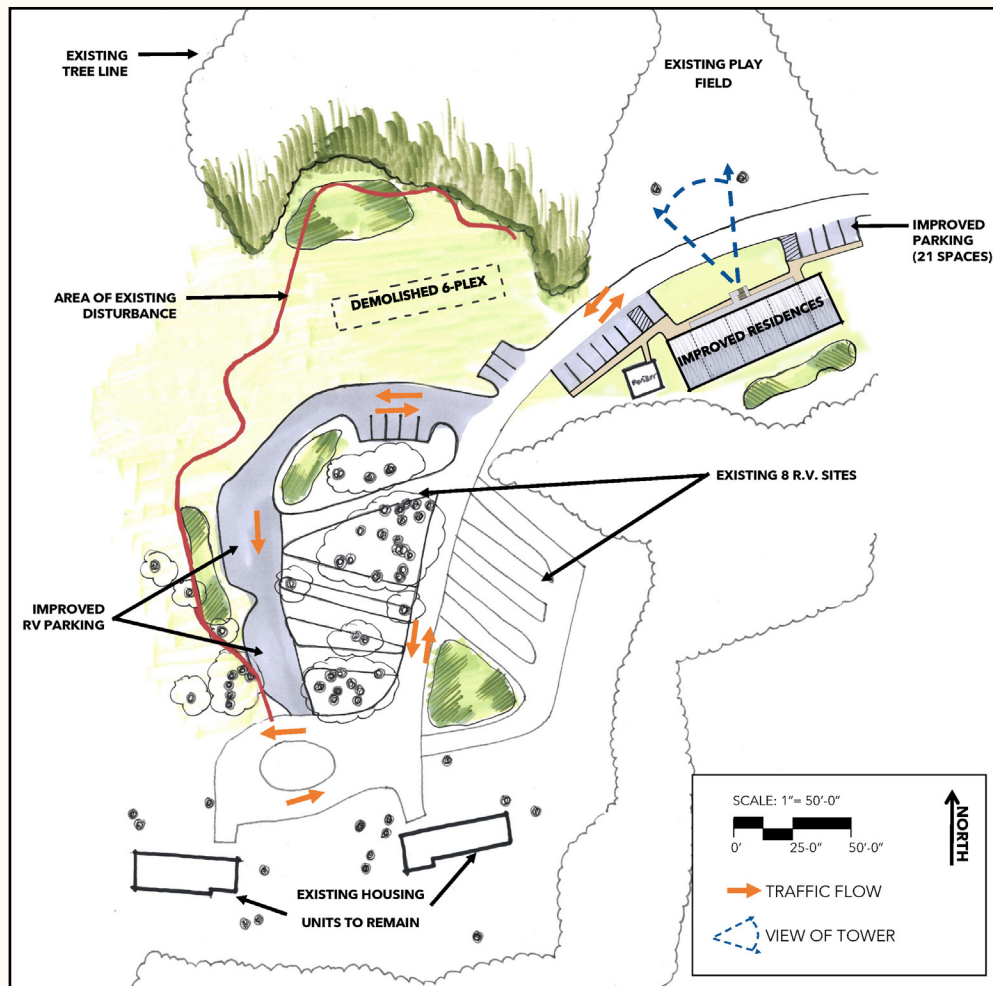 EXISTING
TREE LINE
EXISTING PLAY
FIELD
IMPROVED
PARKING
(21 SPACES)
AREA OF EXISTING
DISTURBANCE
DEMOLISHED 6-PLEX
IMPROVED RESIDENCES
EXISTING 8 R.V. SITES
IMPROVED
RV PARKING
EXISTING HOUSING
UNITS TO REMAIN
SCALE: 1"= 50'-0"
0'
25-0"
50'-0"
NORTH
TRAFFIC FLOW
VIEW OF TOWER